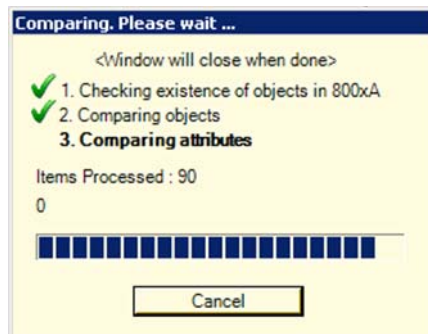 Comparing. Please wait ...
<Window will close when done>
1. Checking existence of objects in 800xA
2. Comparing objects
3. Comparing attributes
Items Processed : 90
0
Cancel